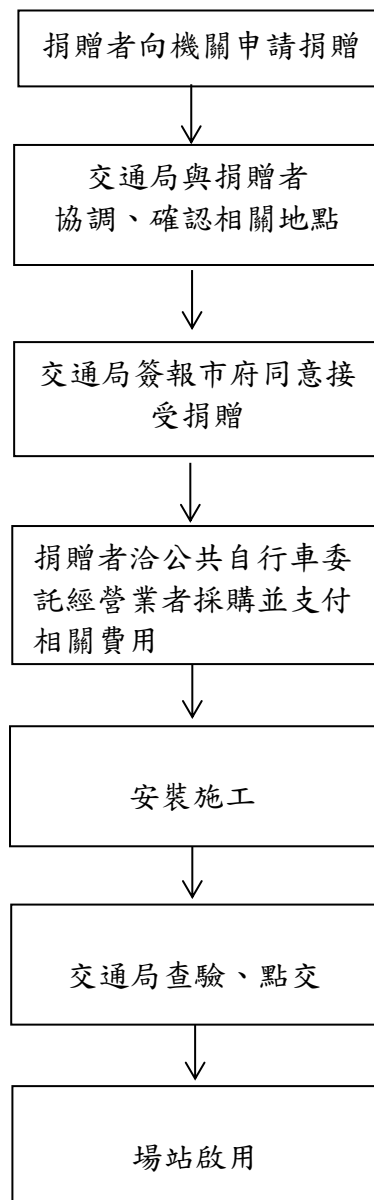 捐贈者向機關申請捐贈
交通局與捐贈者
協調、確認相關地點
交通局簽報市府同意接
受捐贈
捐贈者洽公共自行車委
託經營業者採購並支付
相關費用
安裝施工
交通局查驗、點交
場站啟用